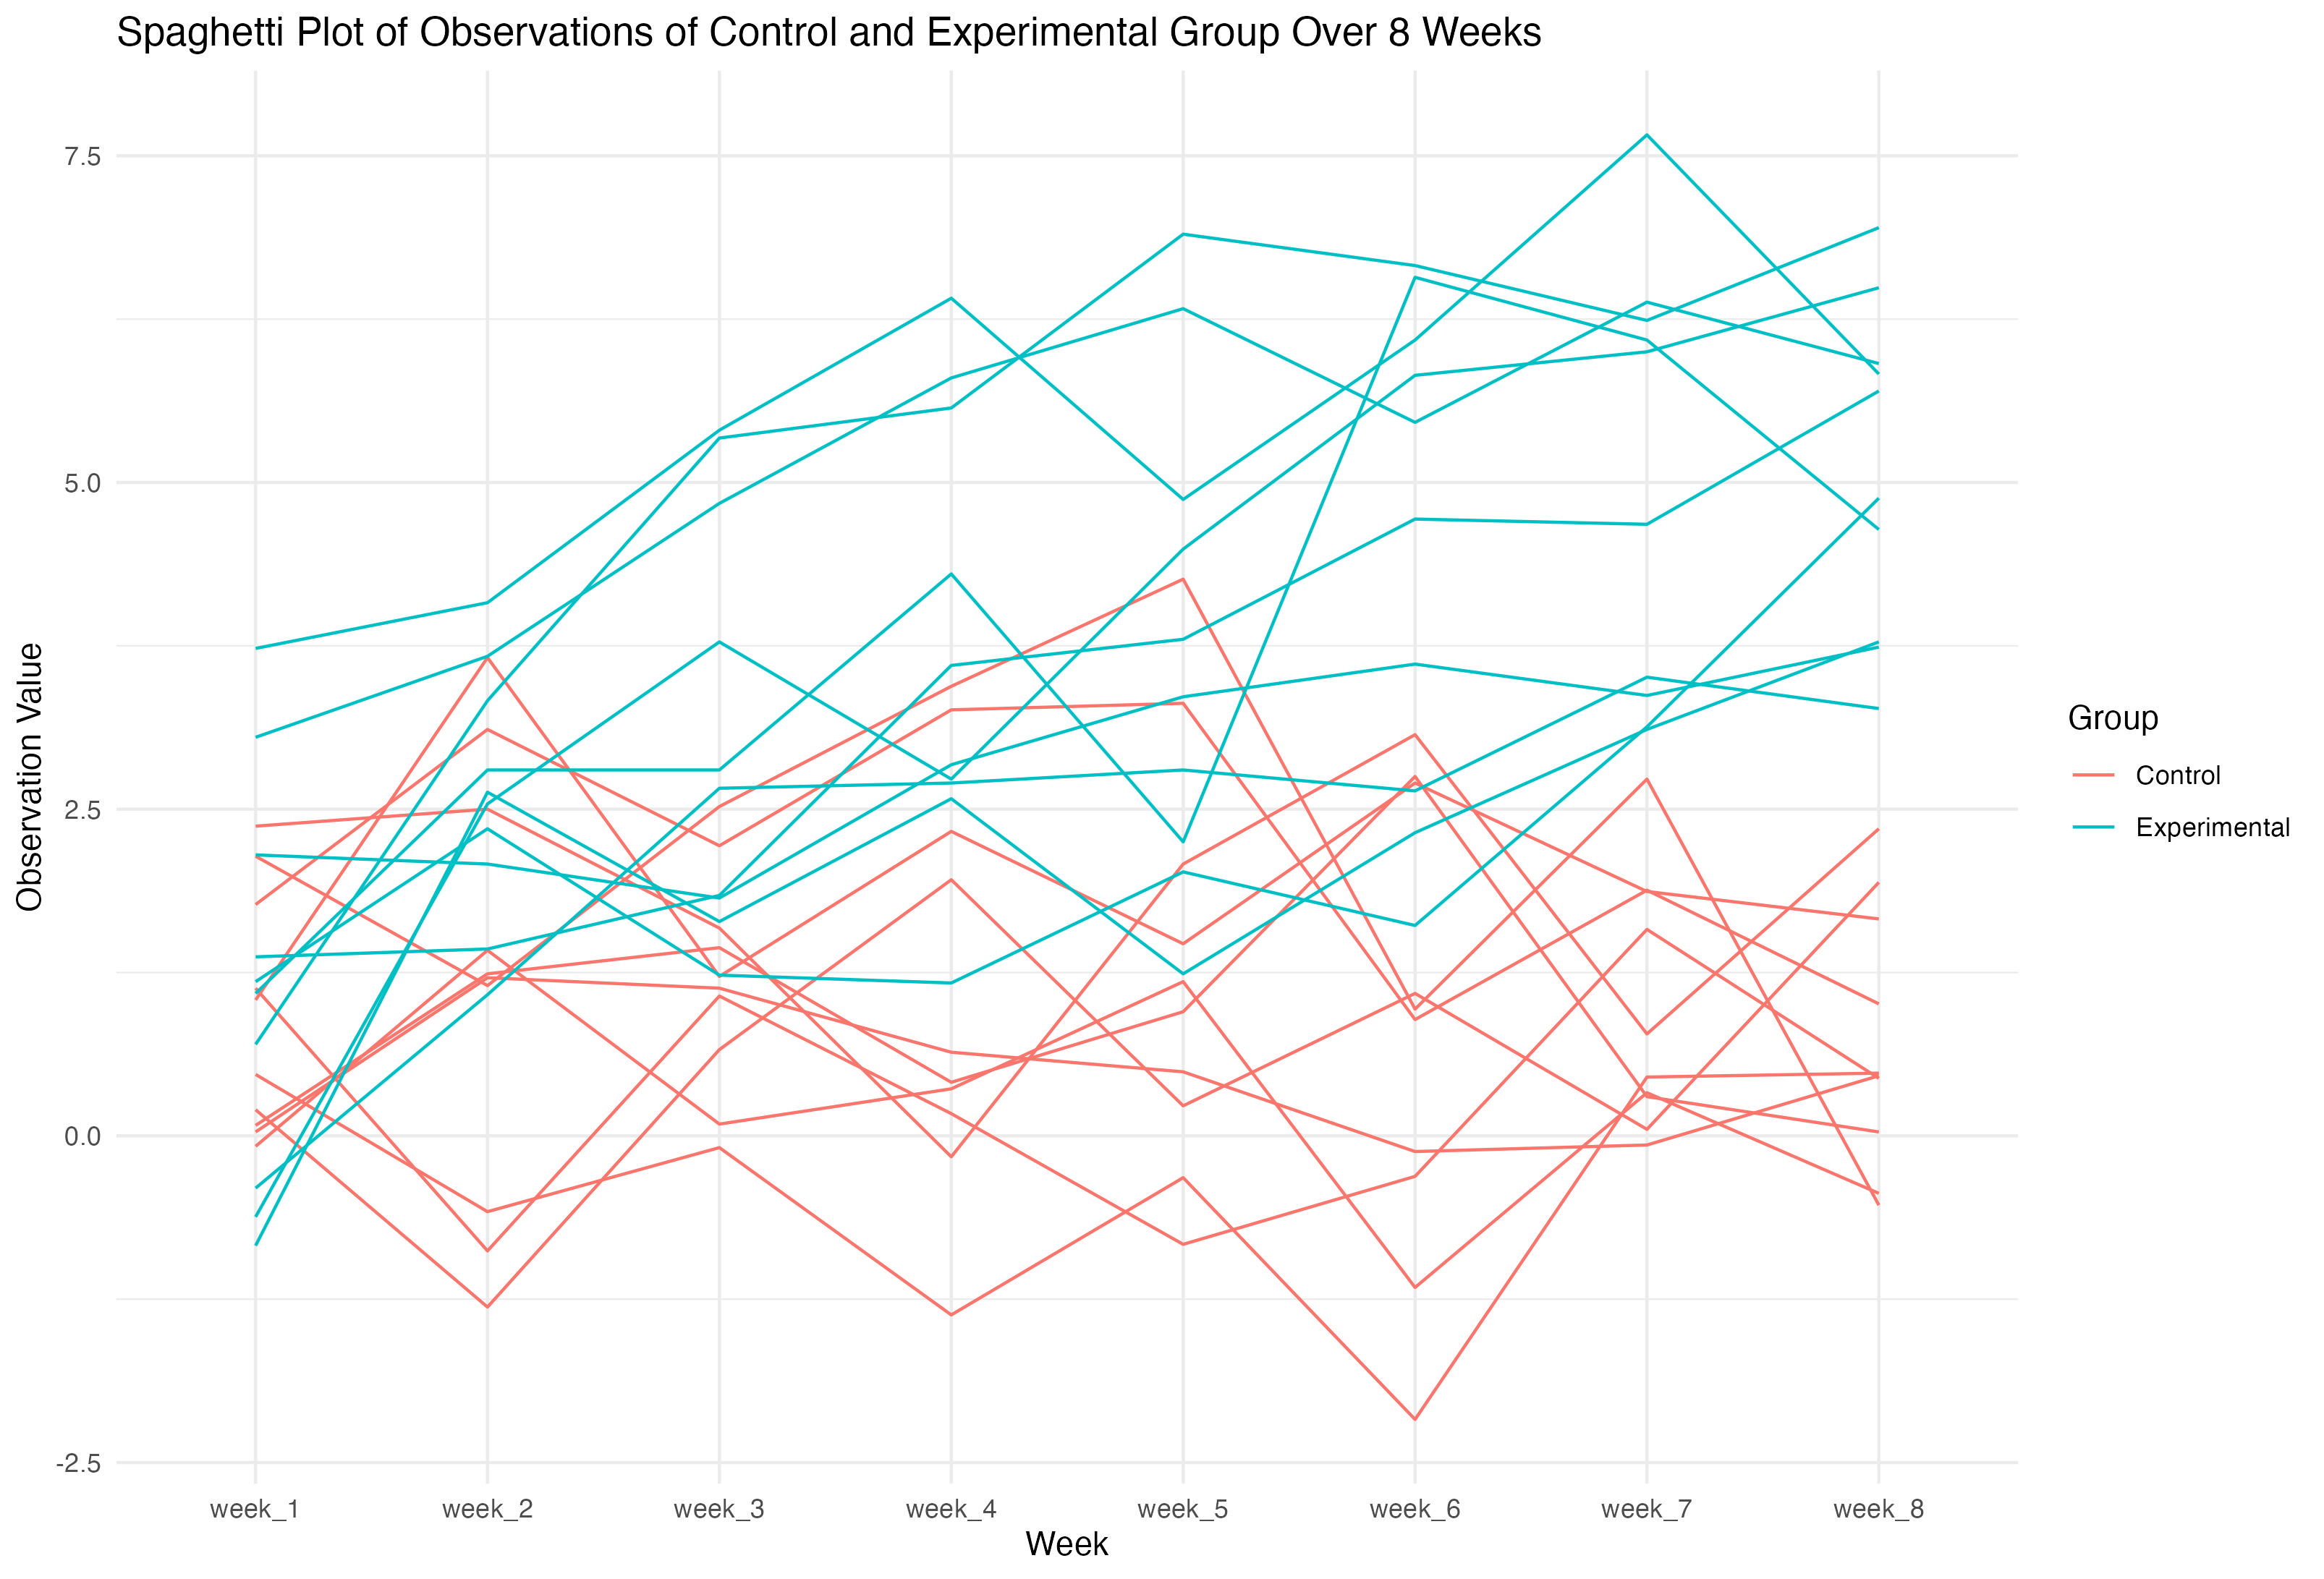 Spaghetti Plot of Observations of Control and Experimental Group Over 8 Weeks
7.5
5.0
2.5
0.0
-2.5
Observation Value
week_1 week_2 week_3 week_4 week_5 week_6 week_7 week_8
Week
Group
Control
Experimental